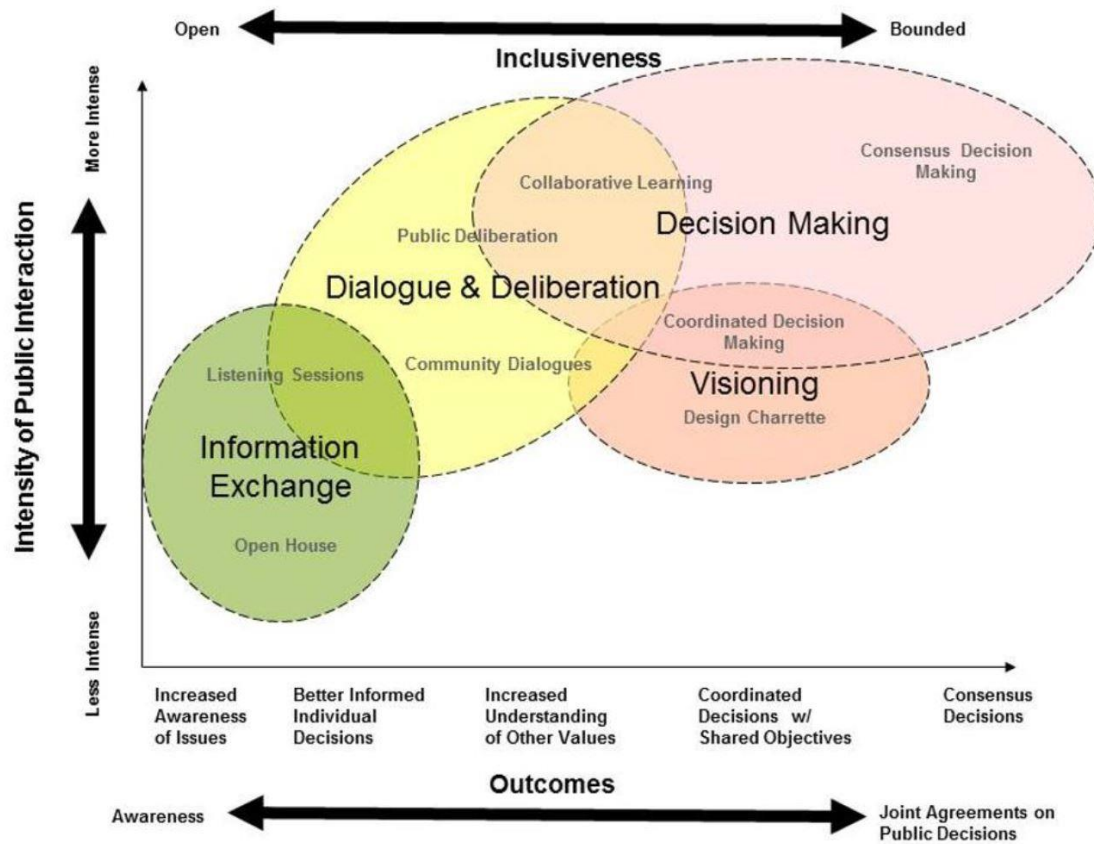 Open
Bounded
Inclusiveness
More Intense
Intensity of Public Interaction
Less Intense
Consensus Decision
Making
Collaborative Learning
Decision Making
Public Deliberation
Dialogue & Deliberation
Coordinated Decision
Making
Community Dialogues
Listening Sessions
Visioning
Design Charrette
Information
Exchange
Open House
Increased
Awareness
of Issues
Better Informed
Individual
Decisions
Increased
Understanding
of Other Values
Coordinated
Decisions w/
Shared Objectives
Consensus
Decisions
Outcomes
Awareness
Joint Agreements on
Public Decisions